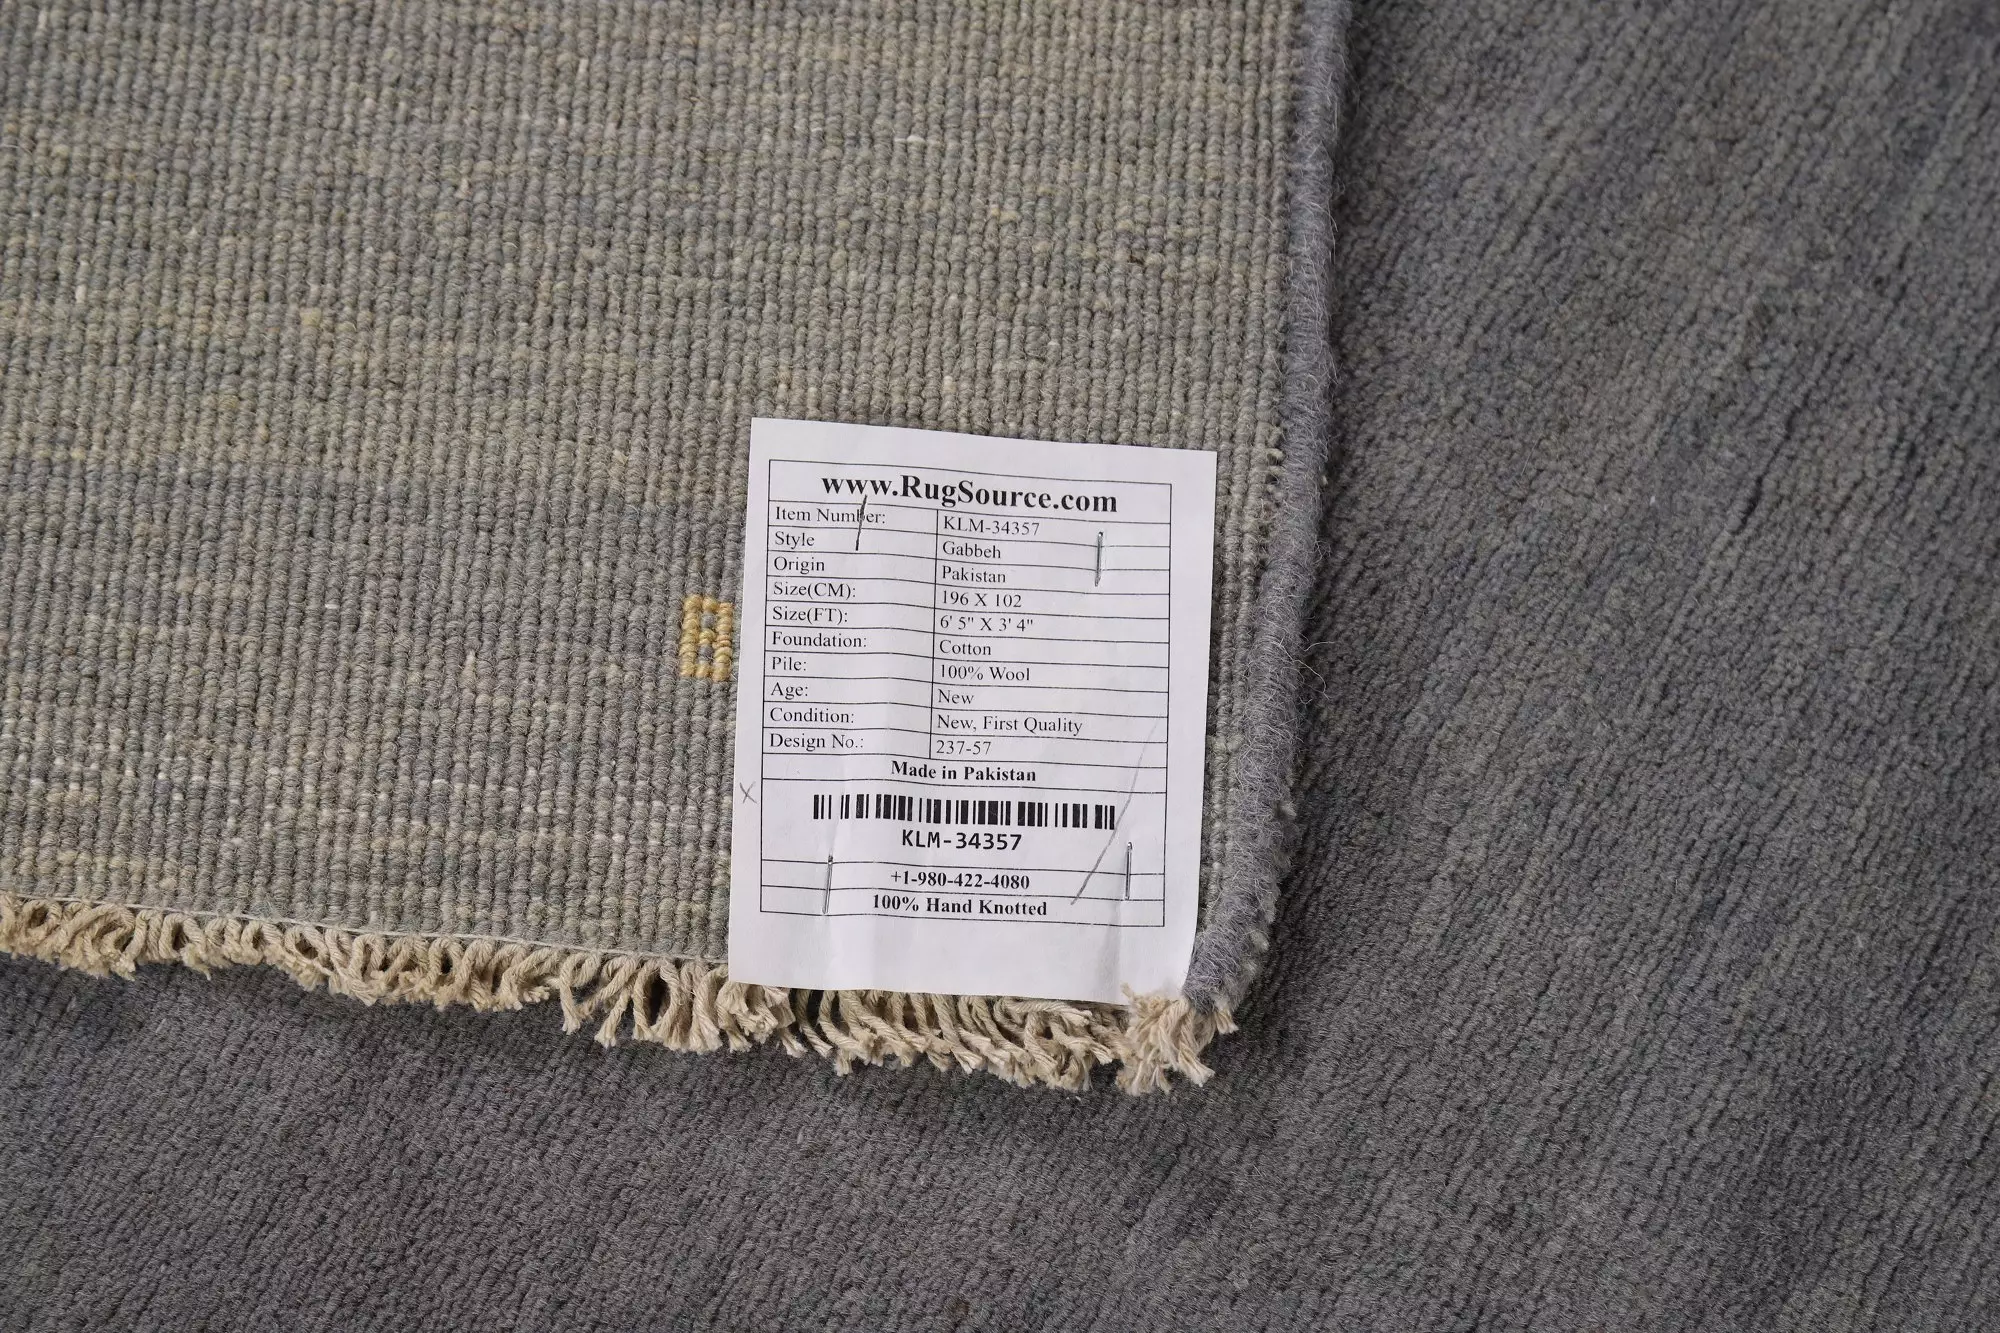 www.RugSource.com
Item Number: KLM-34357
Style Gabbeh
Origin Pakistan
Size(CM): 196 X 102
Size(FT): 6' 5" X 3' 4"
Foundation: Cotton
Pile: 100% Wool
Age: New
Condition: New, First Quality
Design No.: 237-57
Made in Pakistan
KLM-34357
+1-980-422-4080
100% Hand Knotted